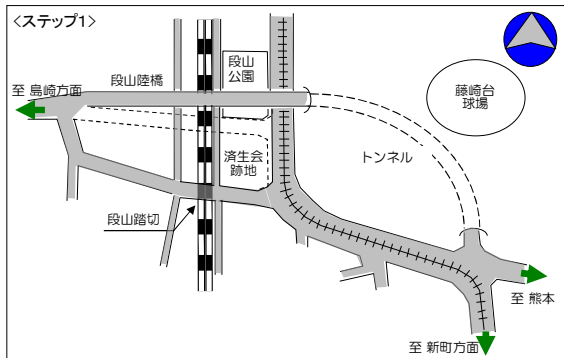 <ステップ1>
段山
公園
段山陸橋
藤崎台
球場
至 島崎方面
済生会
跡地
トンネル
段山踏切
至 熊本
至 新町方面